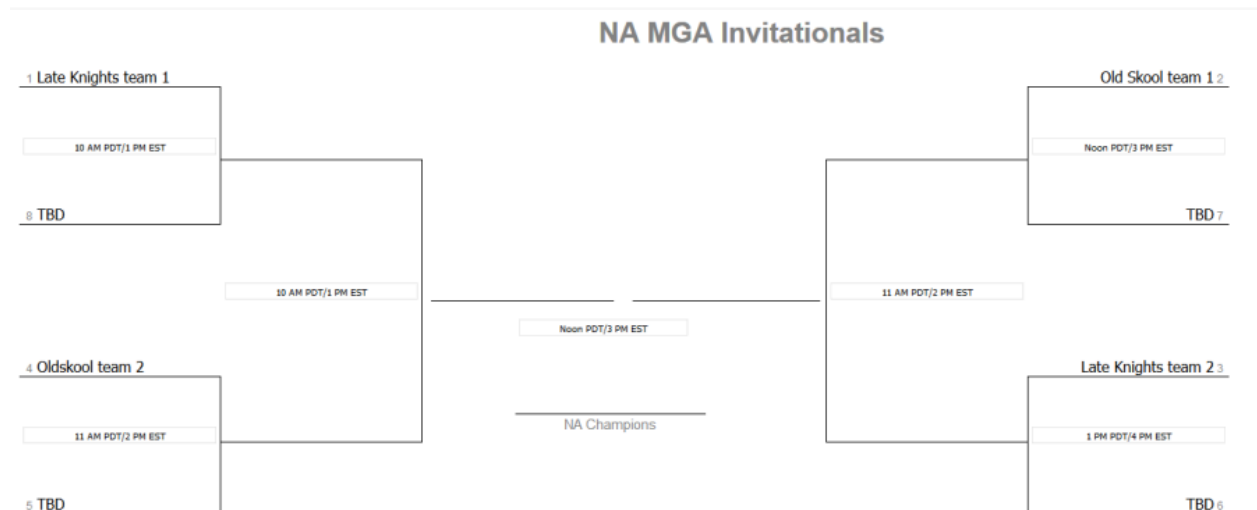 NA MGA Invitationals
1 Late Knights team 1
Old Skool team 1 2
10 AM PDT/1 PM EST
Noon PDT/3 PM EST
8 TBD
TBD 7
10 AM PDT/1 PM EST
11 AM PDT/2 PM EST
Noon PDT/3 PM EST
4 Oldskool team 2
Late Knights team 2 3
NA Champions
11 AM PDT/2 PM EST
1 PM PDT/4 PM EST
5 TBD
TBD 6